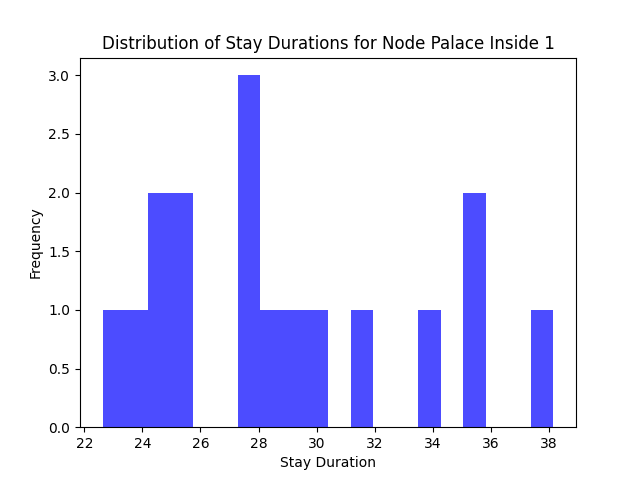 Distribution of Stay Durations for Node Palace Inside 1
3.0
2.5
2.0
1.5
1.0
0.5
0.0
Frequency
22 24 26 28 30 32 34 36 38
Stay Duration